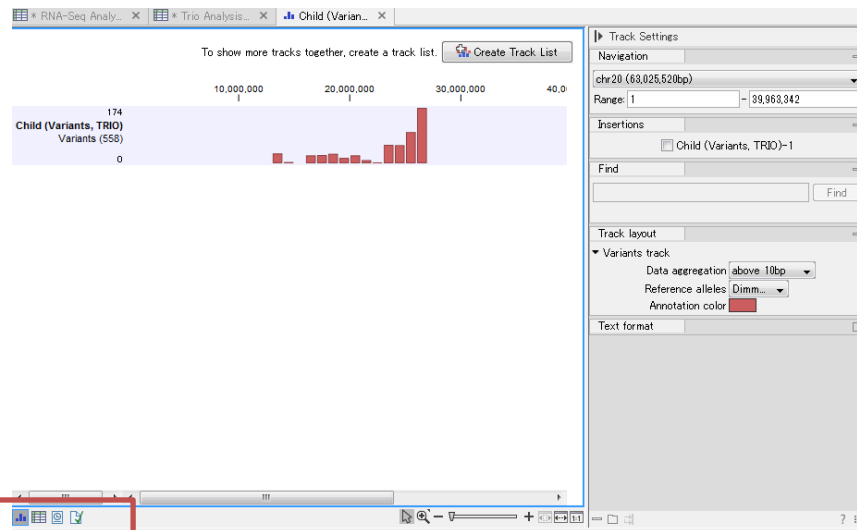 * RNA-Seq Analy... * Trio Analysis... Child (Varian...
To show more tracks together, create a track list. Create Track List
10,000,000 20,000,000 30,000,000 40,0
174
Child (Variants, TRIO)
Variants (558)
0
Track Settings
Navigation
chr20 (63,025,520bp)
Range: 1 - 39,963,342
Insertions
Child (Variants, TRIO)-1
Find
Find
Track layout
Variants track
Data aggregation above 10bp
Reference alleles Dimm...
Annotation color
Text format
1:1
?